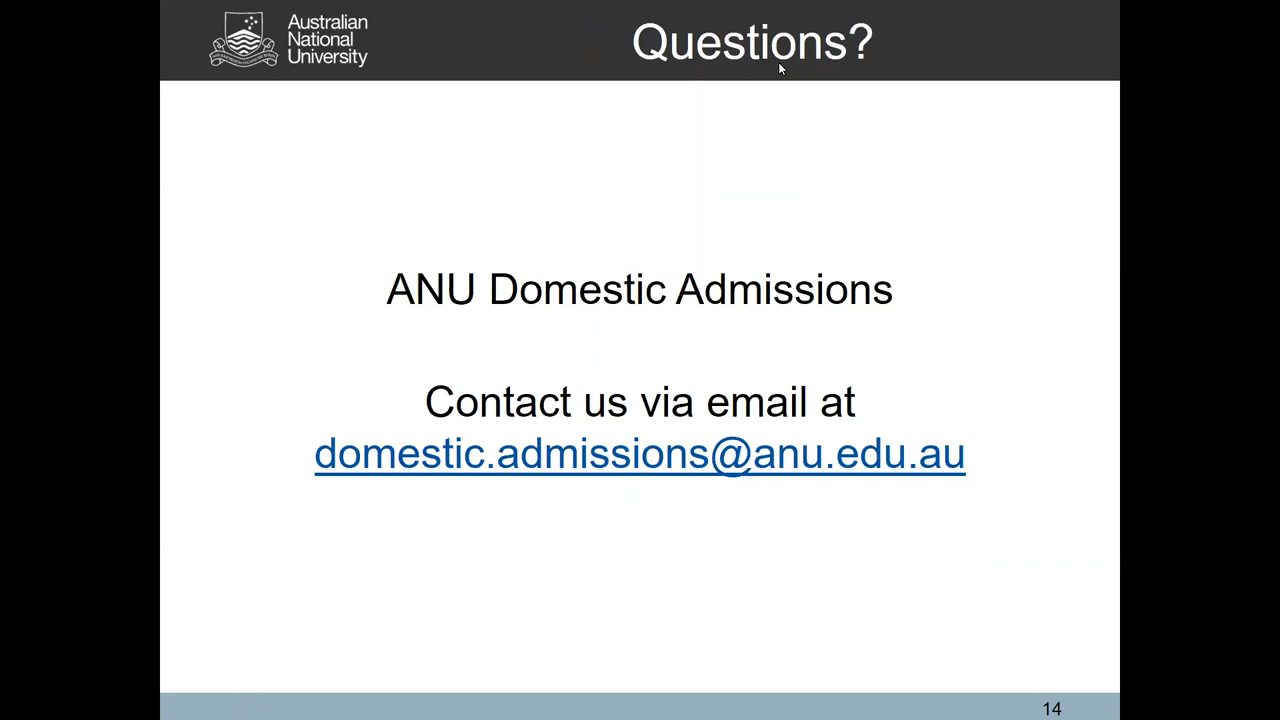 Australian
National
University
Questions?
ANU Domestic Admissions
Contact us via email at
domestic.admissions@anu.edu.au
14